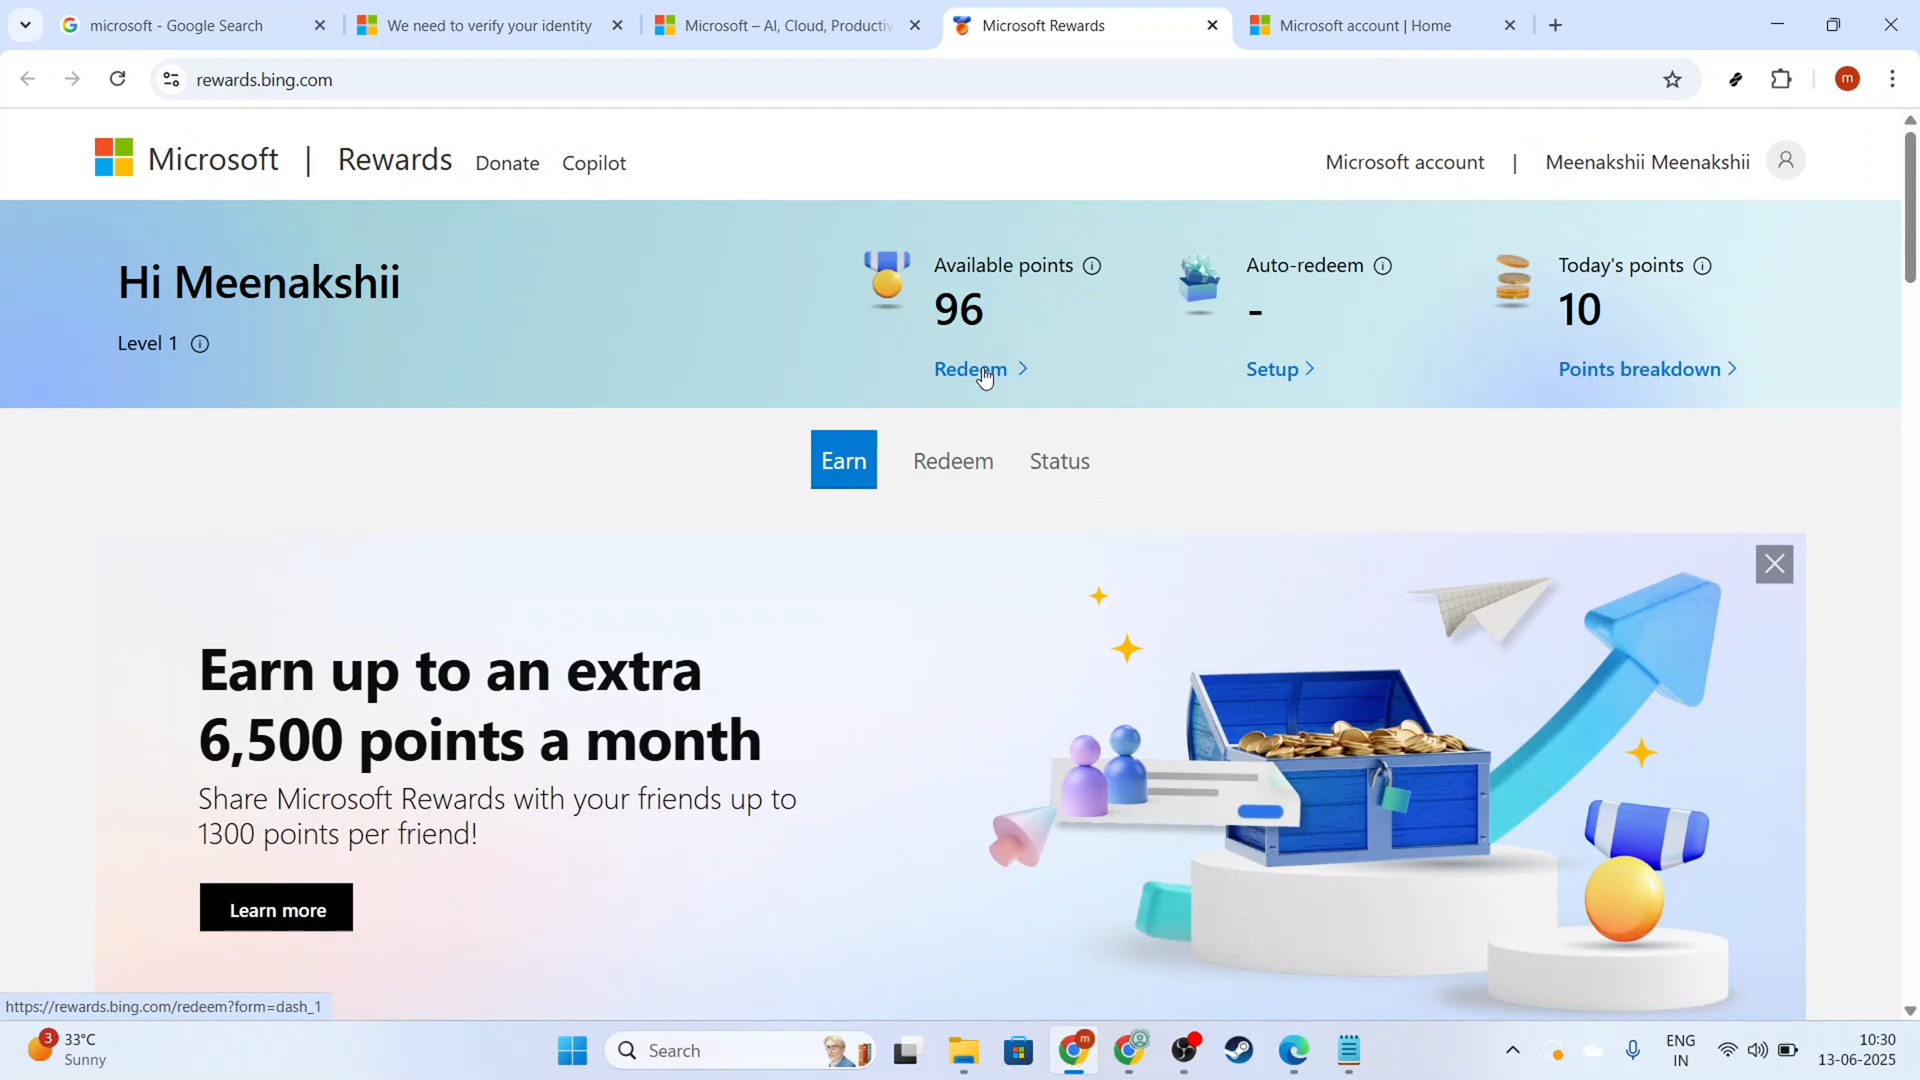 microsoft - Google Search
We need to verify your identity
Microsoft – AI, Cloud, Productiv
Microsoft Rewards
Microsoft account | Home
rewards.bing.com
m
Microsoft | Rewards Donate Copilot
Microsoft account | Meenakshii Meenakshii
Hi Meenakshii
Level 1
Available points
96
Redeem
Auto-redeem
-
Setup
Today's points
10
Points breakdown
Earn Redeem Status
Earn up to an extra
6,500 points a month
Share Microsoft Rewards with your friends up to
1300 points per friend!
Learn more
https://rewards.bing.com/redeem?form=dash_1
3
33°C
Sunny
Search
m
ENG
IN
10:30
13-06-2025